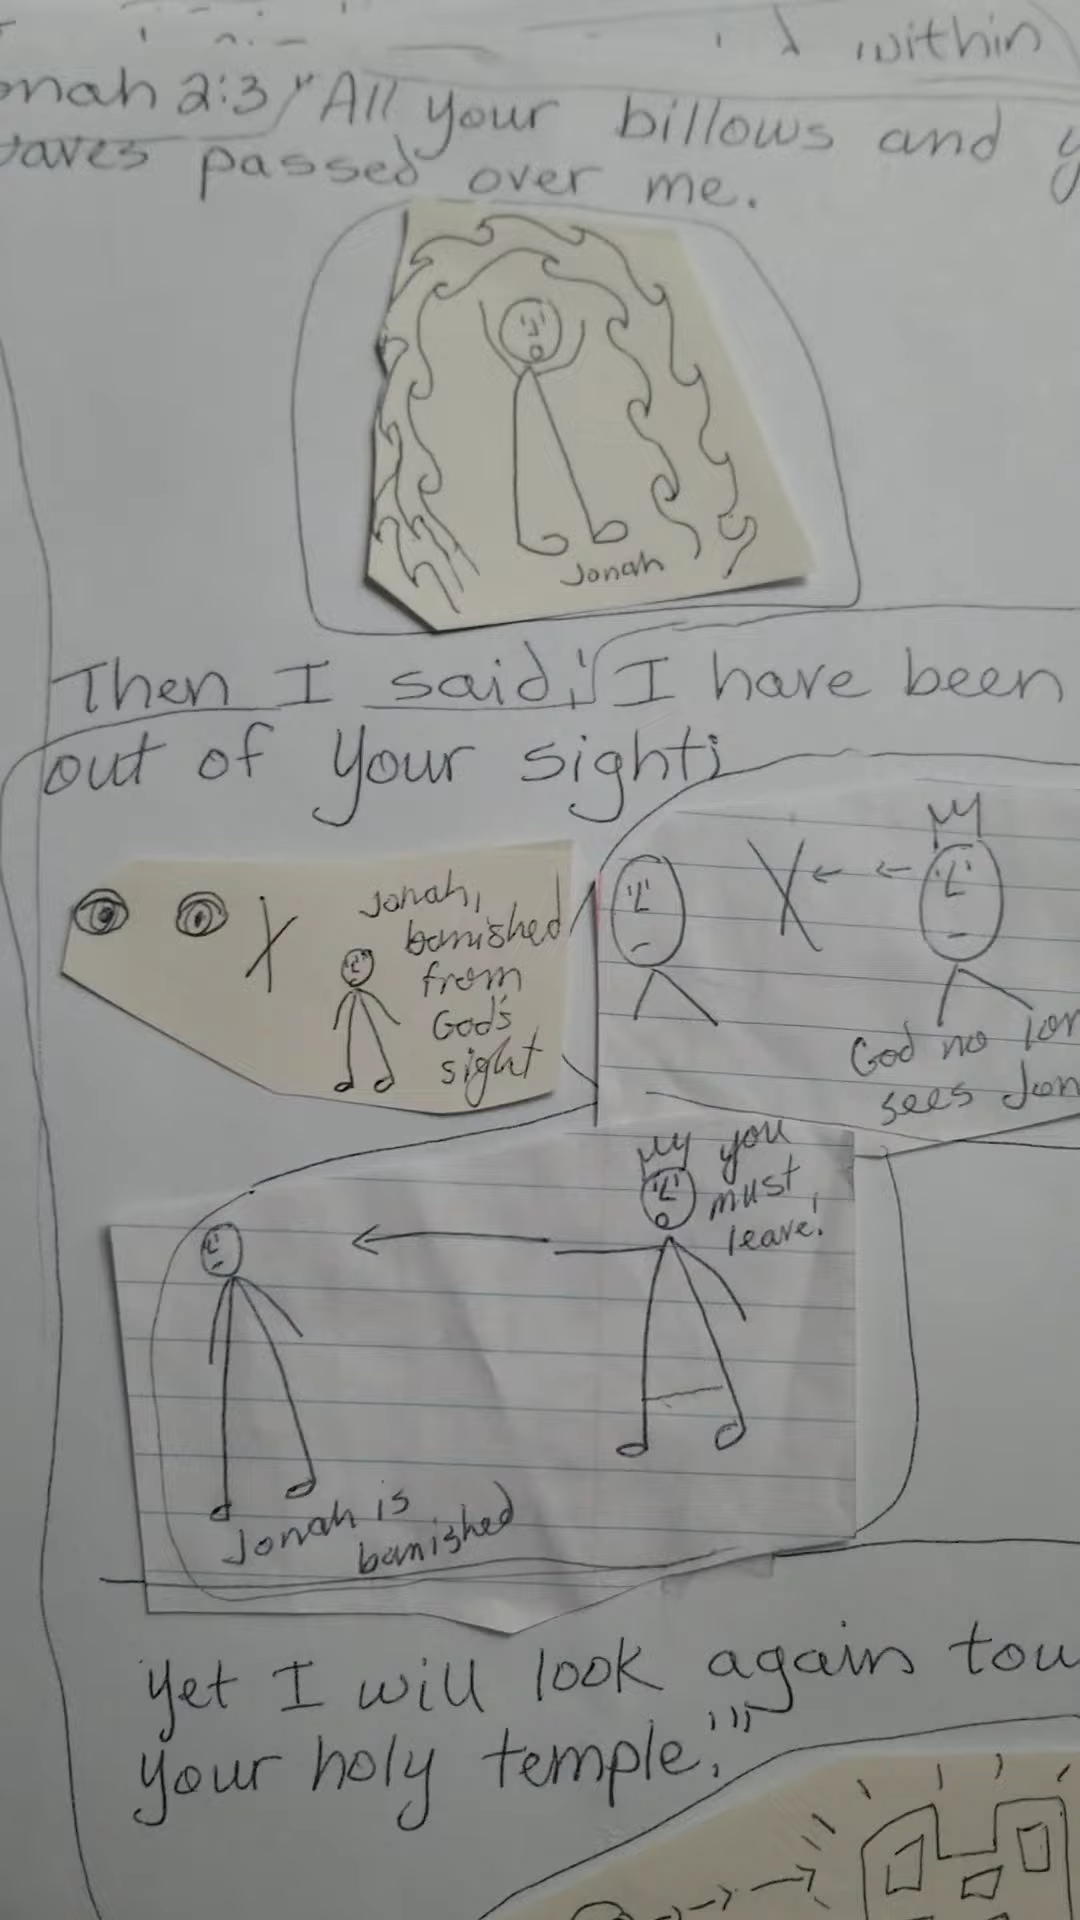 within
onah 2:3 "All your billows and y
aves passed over me.
Jonah
Then I said, "I have been
out of your sight;
Jonah,
banished
from
God's
sight
God no lon
sees Jon
you
must
leave!
Jonah is
banished
Yet I will look again tow
your holy temple.'"